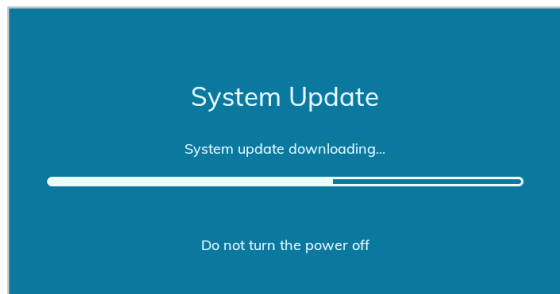 System Update
System update downloading...
Do not turn the power off